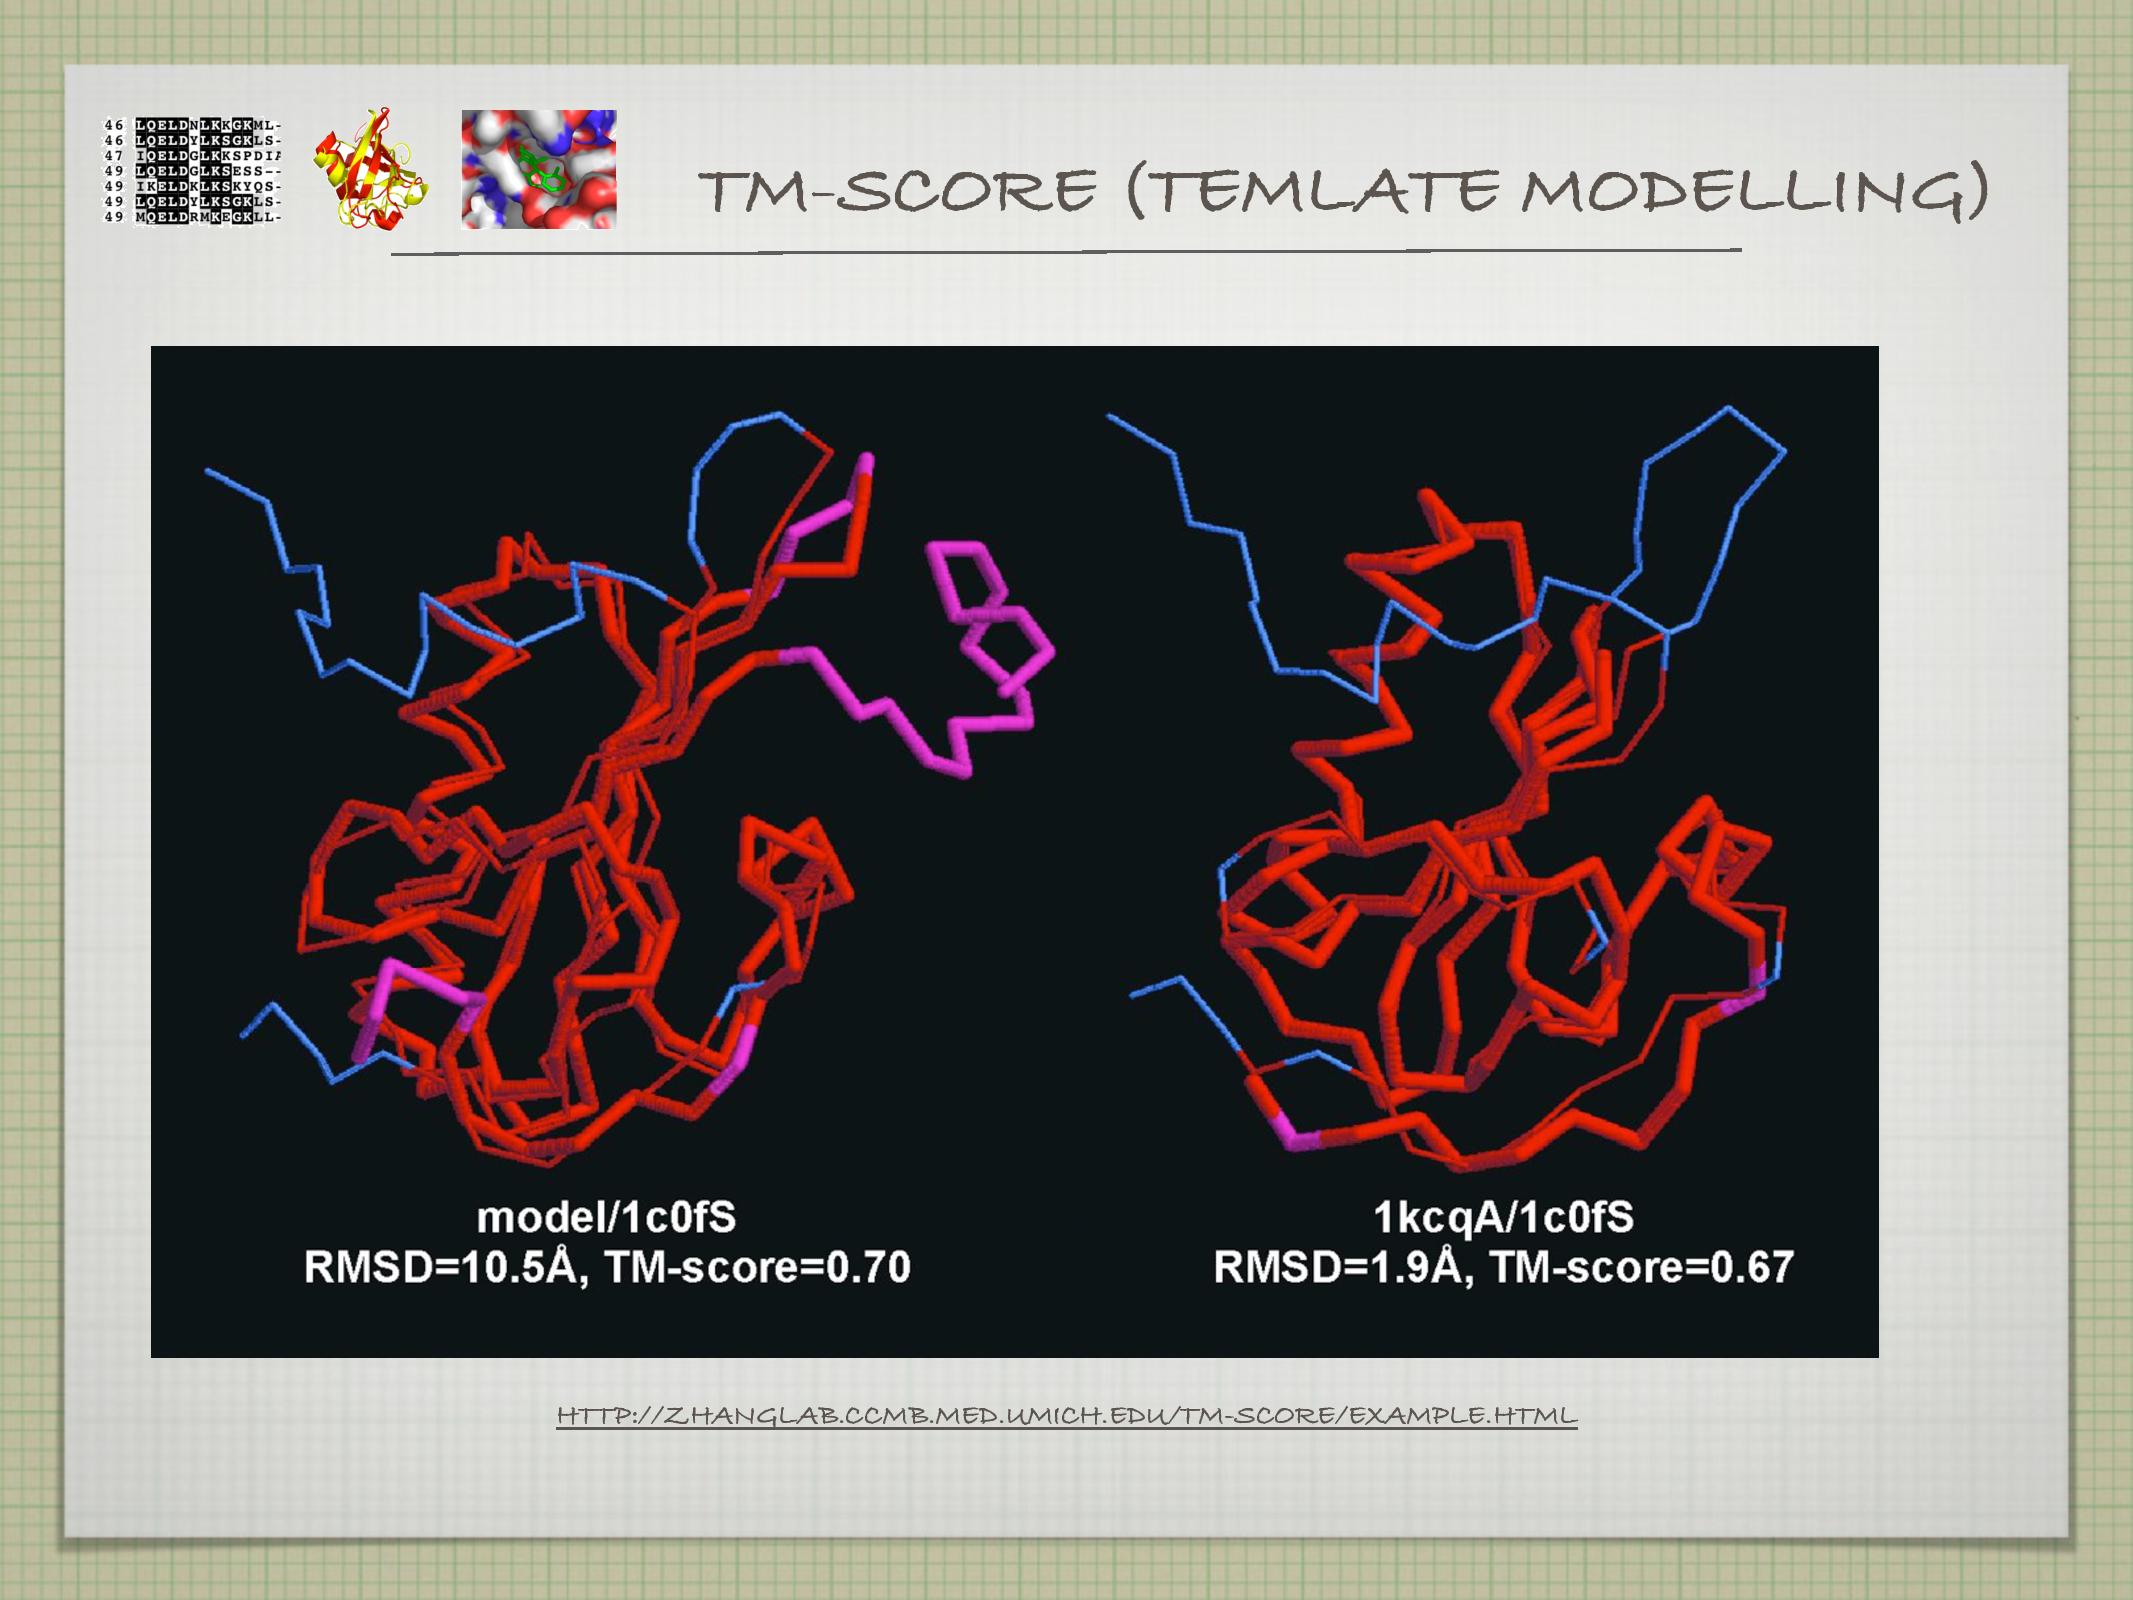 46 LQELDNLKKGKML-
46 LQELDYLKSGKLS-
47 IQELDGLKKSPDIA
49 LQELDGLKSESS--
49 IKELDKLKSKYQS-
49 LQELDYLKSGKLS-
49 MQELDRMKEGKLL-
TM-SCORE (TEMLATE MODELLING)
model/1c0fS
RMSD=10.5Å, TM-score=0.70
1kcqA/1c0fS
RMSD=1.9Å, TM-score=0.67
HTTP://ZHANGLAB.CCMB.MED.UMICH.EDU/TM-SCORE/EXAMPLE.HTML